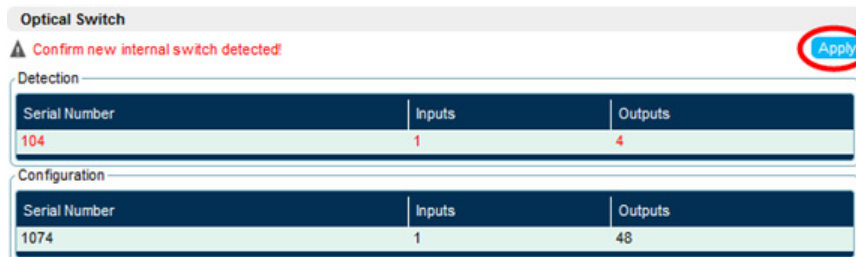 Optical Switch
Confirm new internal switch detected! Apply
Detection
Serial Number Inputs Outputs
104 1 4
Configuration
Serial Number Inputs Outputs
1074 1 48